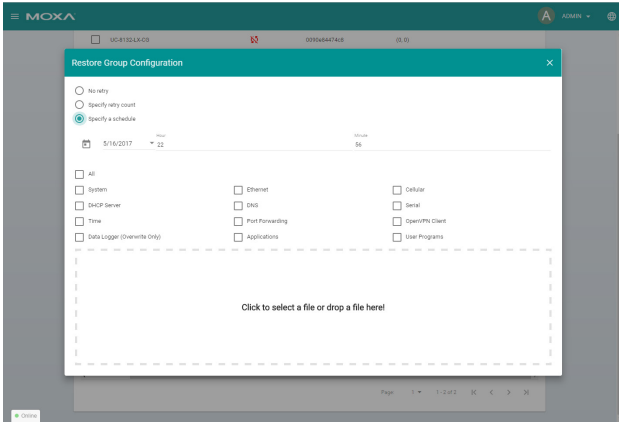 MOXA
ADMIN
UC-8132-LX-CG 0090e84474c8 (0, 0)
Restore Group Configuration
No retry
Specify retry count
Specify a schedule
Hour Minute
5/16/2017 22 56
All
System Ethernet Cellular
DHCP Server DNS Serial
Time Port Forwarding OpenVPN Client
Data Logger (Overwrite Only) Applications User Programs
Click to select a file or drop a file here!
Page: 1 1 - 2 of 2
Online